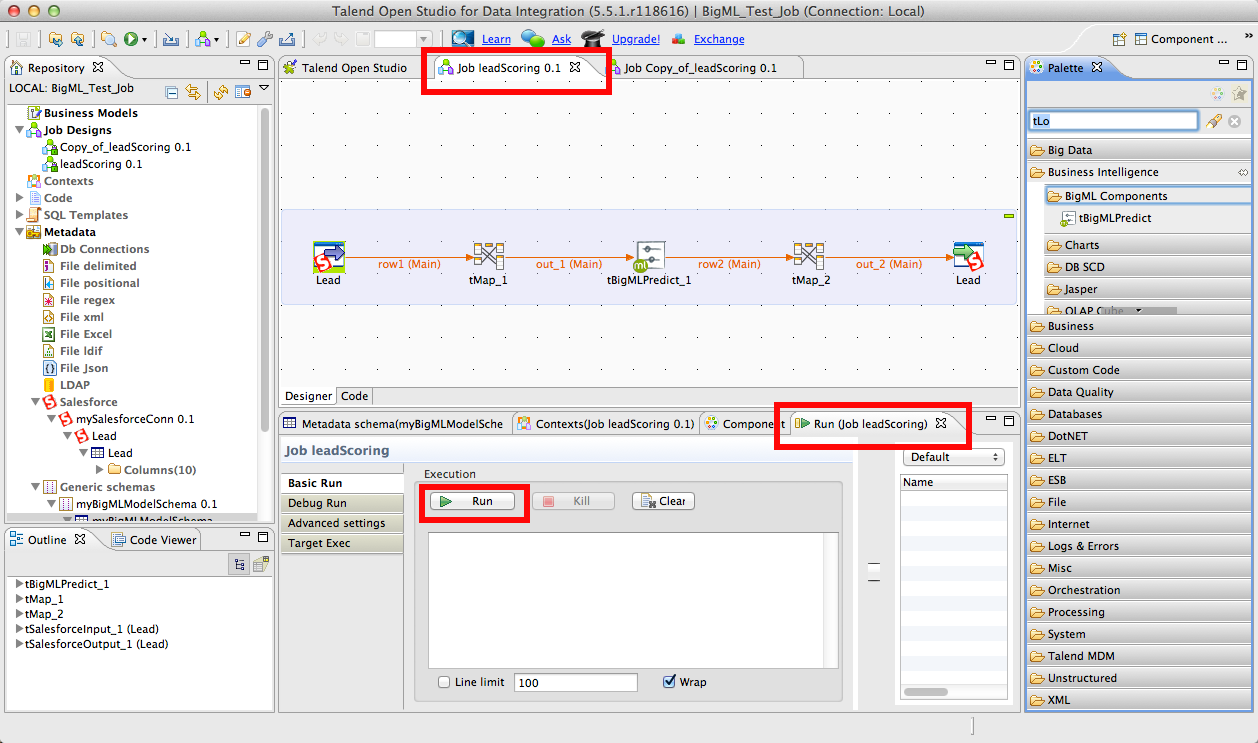 Talend Open Studio for Data Integration (5.5.1.r118616) | BigML_Test_Job (Connection: Local)
Learn Ask Upgrade! Exchange Component ... »
Repository
LOCAL: BigML_Test_Job
Business Models
Job Designs
Copy_of_leadScoring 0.1
leadScoring 0.1
Contexts
Code
SQL Templates
Metadata
Db Connections
File delimited
File positional
File regex
File xml
File Excel
File ldif
File Json
LDAP
Salesforce
mySalesforceConn 0.1
Lead
Lead
Columns(10)
Generic schemas
myBigMLModelSchema 0.1
myBigMLModelSchema
Outline Code Viewer
tBigMLPredict_1
tMap_1
tMap_2
tSalesforceInput_1 (Lead)
tSalesforceOutput_1 (Lead)
Talend Open Studio Job leadScoring 0.1 Job Copy_of_leadScoring 0.1
row1 (Main) out_1 (Main) row2 (Main) out_2 (Main)
Lead tMap_1 tBigMLPredict_1 tMap_2 Lead
Designer Code
Metadata schema(myBigMLModelSche Contexts(Job leadScoring 0.1) Component Run (Job leadScoring)
Job leadScoring
Default
Basic Run
Debug Run
Advanced settings
Target Exec
Execution
Run Kill Clear
Name
Line limit 100 Wrap
Palette
tLo
Big Data
Business Intelligence
BigML Components
tBigMLPredict
Charts
DB SCD
Jasper
OLAP Cube
Business
Cloud
Custom Code
Data Quality
Databases
DotNET
ELT
ESB
File
Internet
Logs & Errors
Misc
Orchestration
Processing
System
Talend MDM
Unstructured
XML